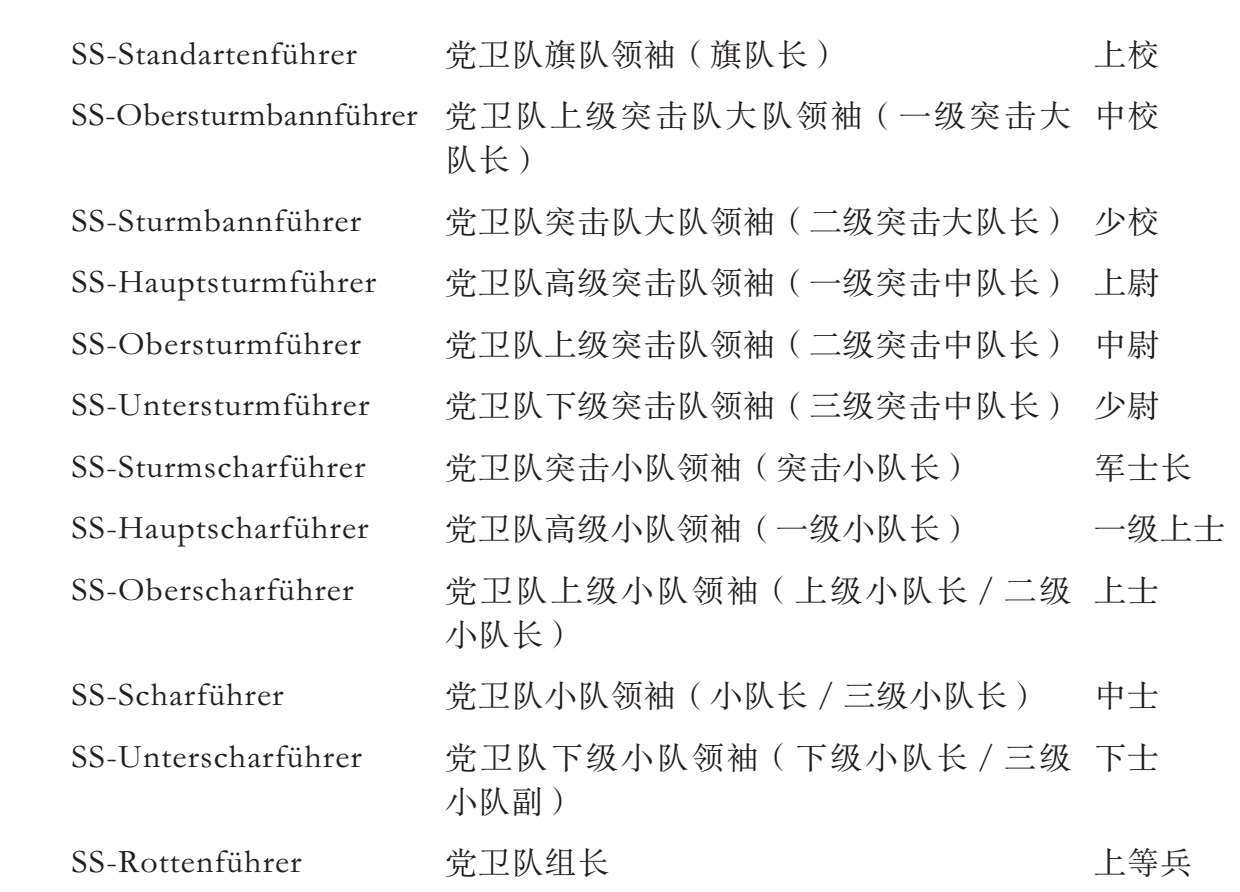 SS-Standartenführer 党卫队旗队领袖（旗队长） 上校
SS-Obersturmbannführer 党卫队上级突击队大队领袖（一级突击大 中校
队长）
SS-Sturmbannführer 党卫队突击队大队领袖（二级突击大队长） 少校
SS-Hauptsturmführer 党卫队高级突击队领袖（一级突击中队长） 上尉
SS-Obersturmführer 党卫队上级突击队领袖（二级突击中队长） 中尉
SS-Untersturmführer 党卫队下级突击队领袖（三级突击中队长） 少尉
SS-Sturmscharführer 党卫队突击小队领袖（突击小队长） 军士长
SS-Hauptscharführer 党卫队高级小队领袖（一级小队长） 一级上士
SS-Oberscharführer 党卫队上级小队领袖（上级小队长/二级 上士
小队长）
SS-Scharführer 党卫队小队领袖（小队长/三级小队长） 中士
SS-Unterscharführer 党卫队下级小队领袖（下级小队长/三级 下士
小队副）
SS-Rottenführer 党卫队组长 上等兵